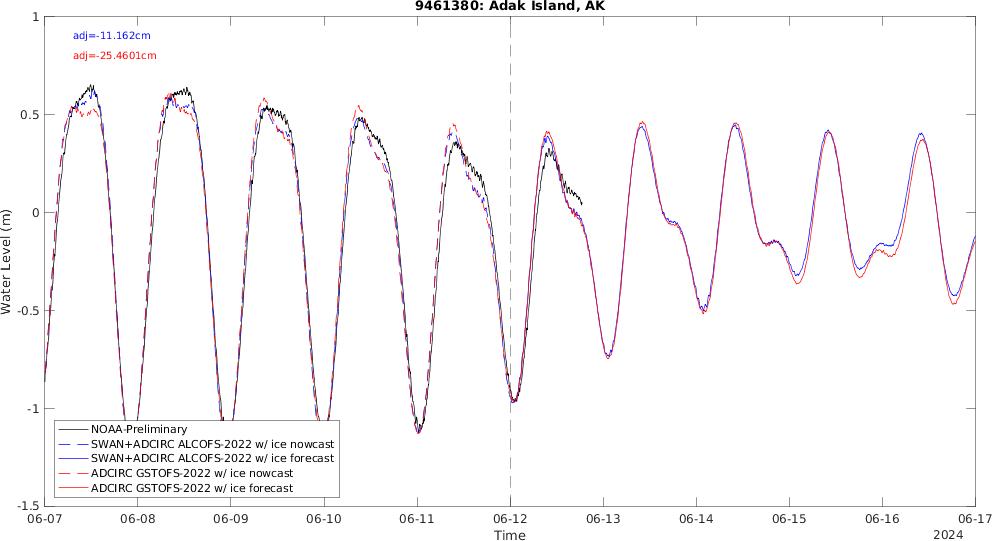 9461380: Adak Island, AK
adj=-11.162cm
adj=-25.4601cm
Water Level (m)
1
0.5
0
-0.5
-1
-1.5
NOAA-Preliminary
SWAN+ADCIRC ALCOFS-2022 w/ ice nowcast
SWAN+ADCIRC ALCOFS-2022 w/ ice forecast
ADCIRC GSTOFS-2022 w/ ice nowcast
ADCIRC GSTOFS-2022 w/ ice forecast
06-07 06-08 06-09 06-10 06-11 06-12 06-13 06-14 06-15 06-16 06-17
Time
2024